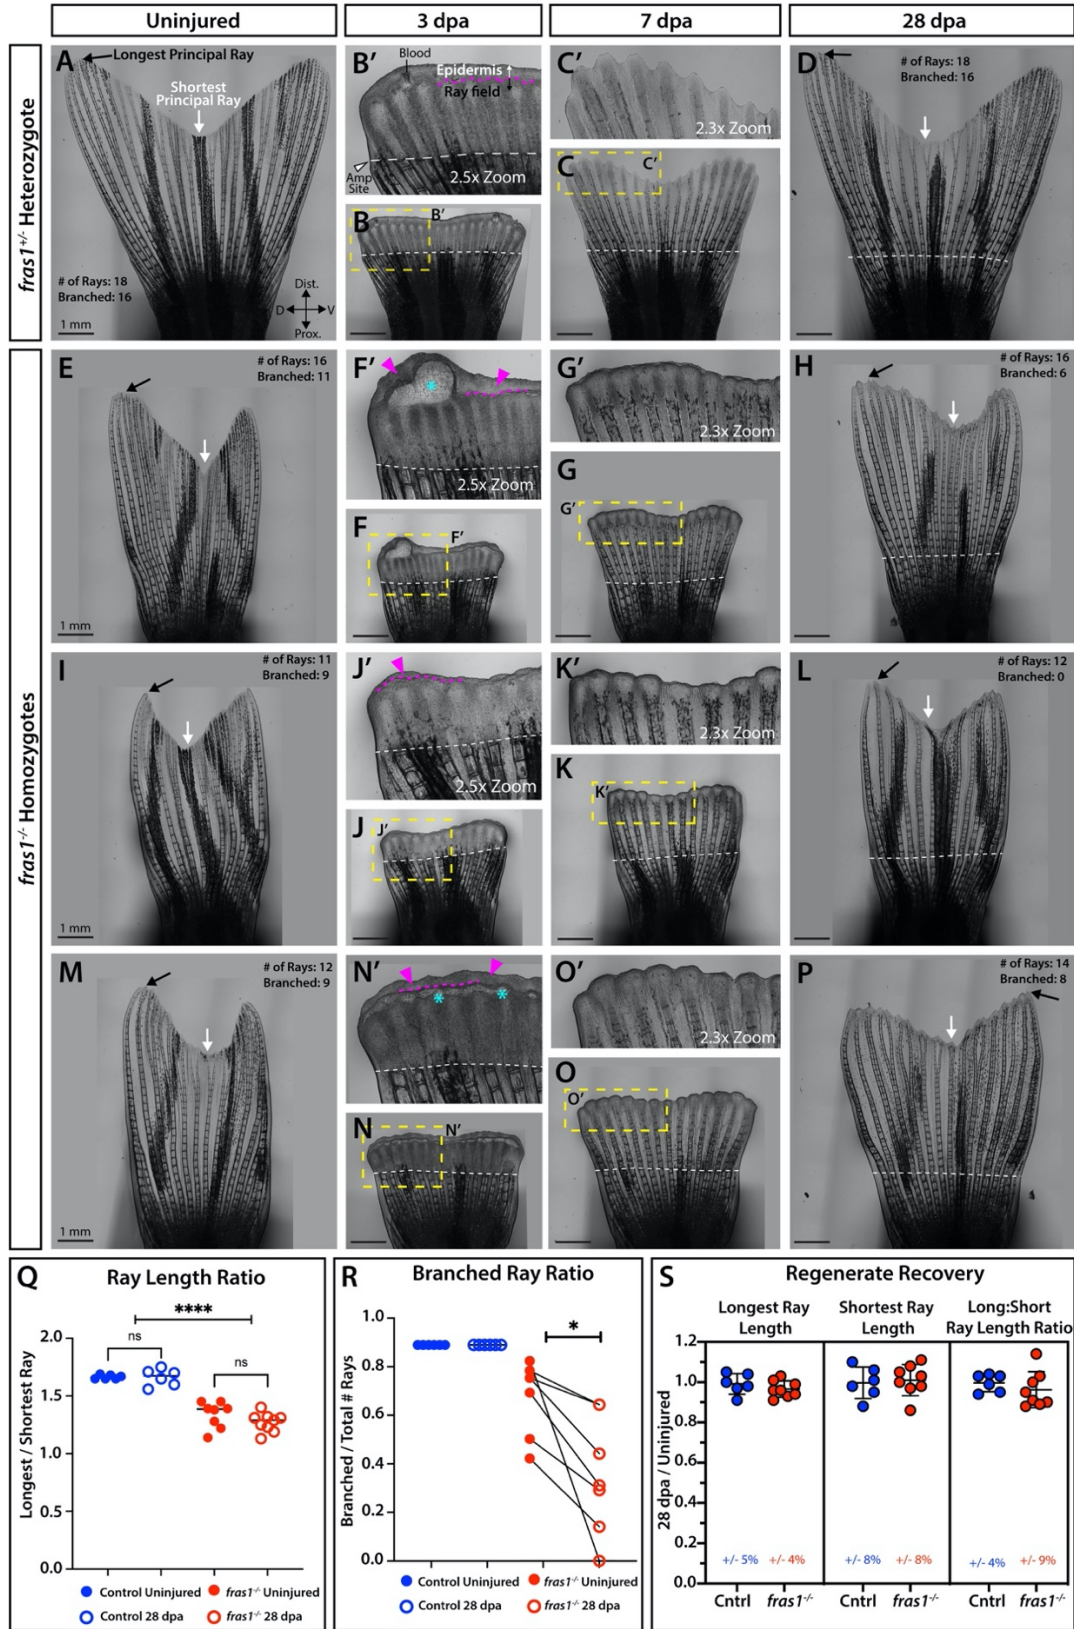 Uninjured
3 dpa
7 dpa
28 dpa
fras1+/- Heterozygote
A
Longest Principal Ray
Shortest
Principal Ray
# of Rays: 18
Branched: 16
1 mm
Dist.
D
V
Prox.
B′
Blood
Epidermis
Ray field
Amp
Site
2.5x Zoom
B
B′
C′
2.3x Zoom
C
C′
D
# of Rays: 18
Branched: 16
fras1-/- Homozygotes
E
# of Rays: 16
Branched: 11
1 mm
F′
*
2.5x Zoom
F
F′
G′
2.3x Zoom
G
G′
H
# of Rays: 16
Branched: 6
I
# of Rays: 11
Branched: 9
1 mm
J′
2.5x Zoom
J
J′
K′
2.3x Zoom
K
K′
L
# of Rays: 12
Branched: 0
M
# of Rays: 12
Branched: 9
1 mm
N′
* *
N
N′
O′
2.3x Zoom
O
O′
P
# of Rays: 14
Branched: 8
Q
Ray Length Ratio
****
ns
ns
Longest / Shortest Ray
2.0
1.5
1.0
0.5
0.0
Control Uninjured
fras1-/- Uninjured
Control 28 dpa
fras1-/- 28 dpa
R
Branched Ray Ratio
*
Branched / Total # Rays
1.0
0.8
0.6
0.4
0.2
0.0
Control Uninjured
fras1-/- Uninjured
Control 28 dpa
fras1-/- 28 dpa
S
Regenerate Recovery
Longest Ray
Length
Shortest Ray
Length
Long:Short
Ray Length Ratio
28 dpa / Uninjured
1.2
1.0
0.8
0.6
0.4
0.2
0.0
+/- 5%
+/- 4%
+/- 8%
+/- 8%
+/- 4%
+/- 9%
Cntrl
fras1-/-
Cntrl
fras1-/-
Cntrl
fras1-/-